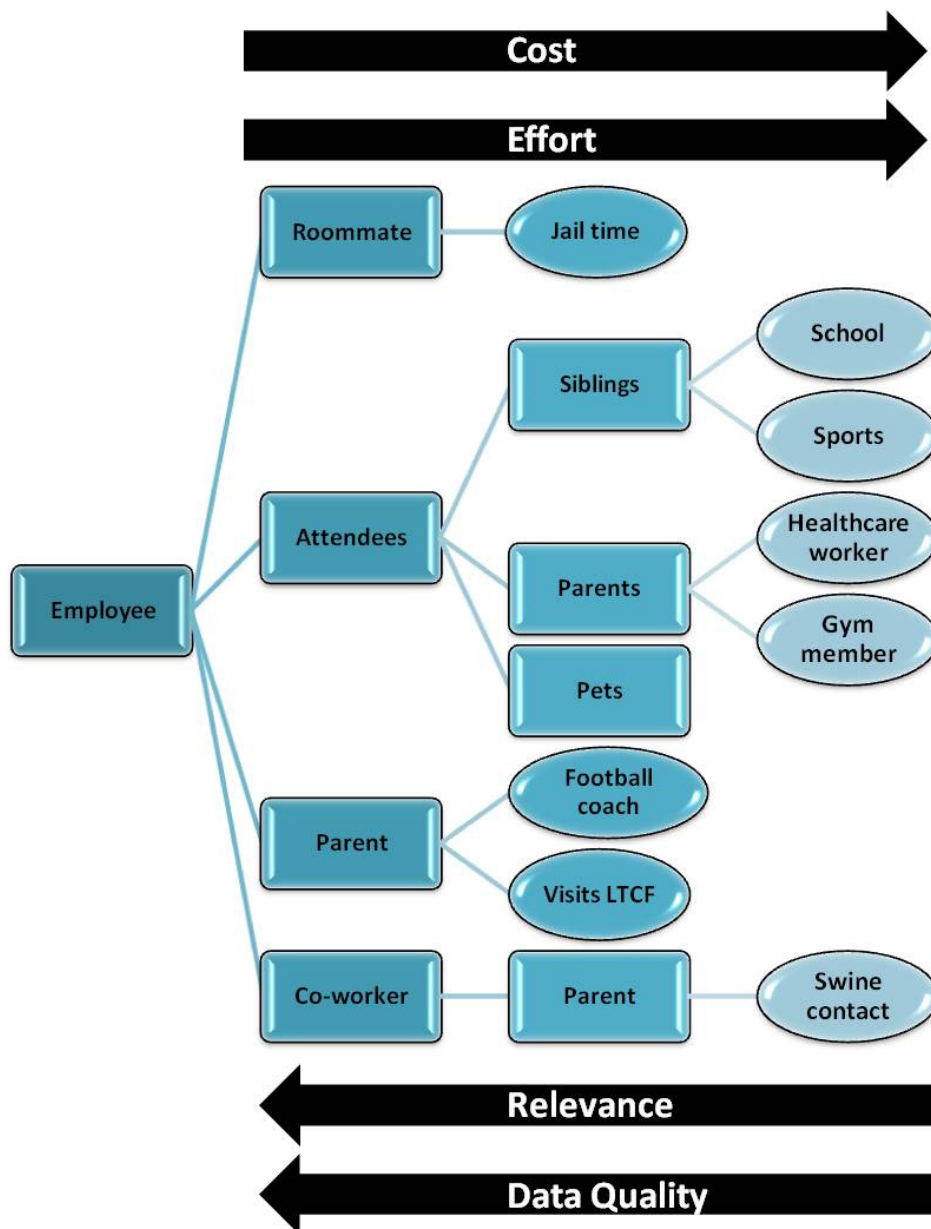 Cost
Effort
Roommate
Jail time
School
Siblings
Sports
Attendees
Healthcare
worker
Employee
Parents
Gym
member
Pets
Football
coach
Parent
Visits LTCF
Co-worker
Parent
Swine
contact
Relevance
Data Quality